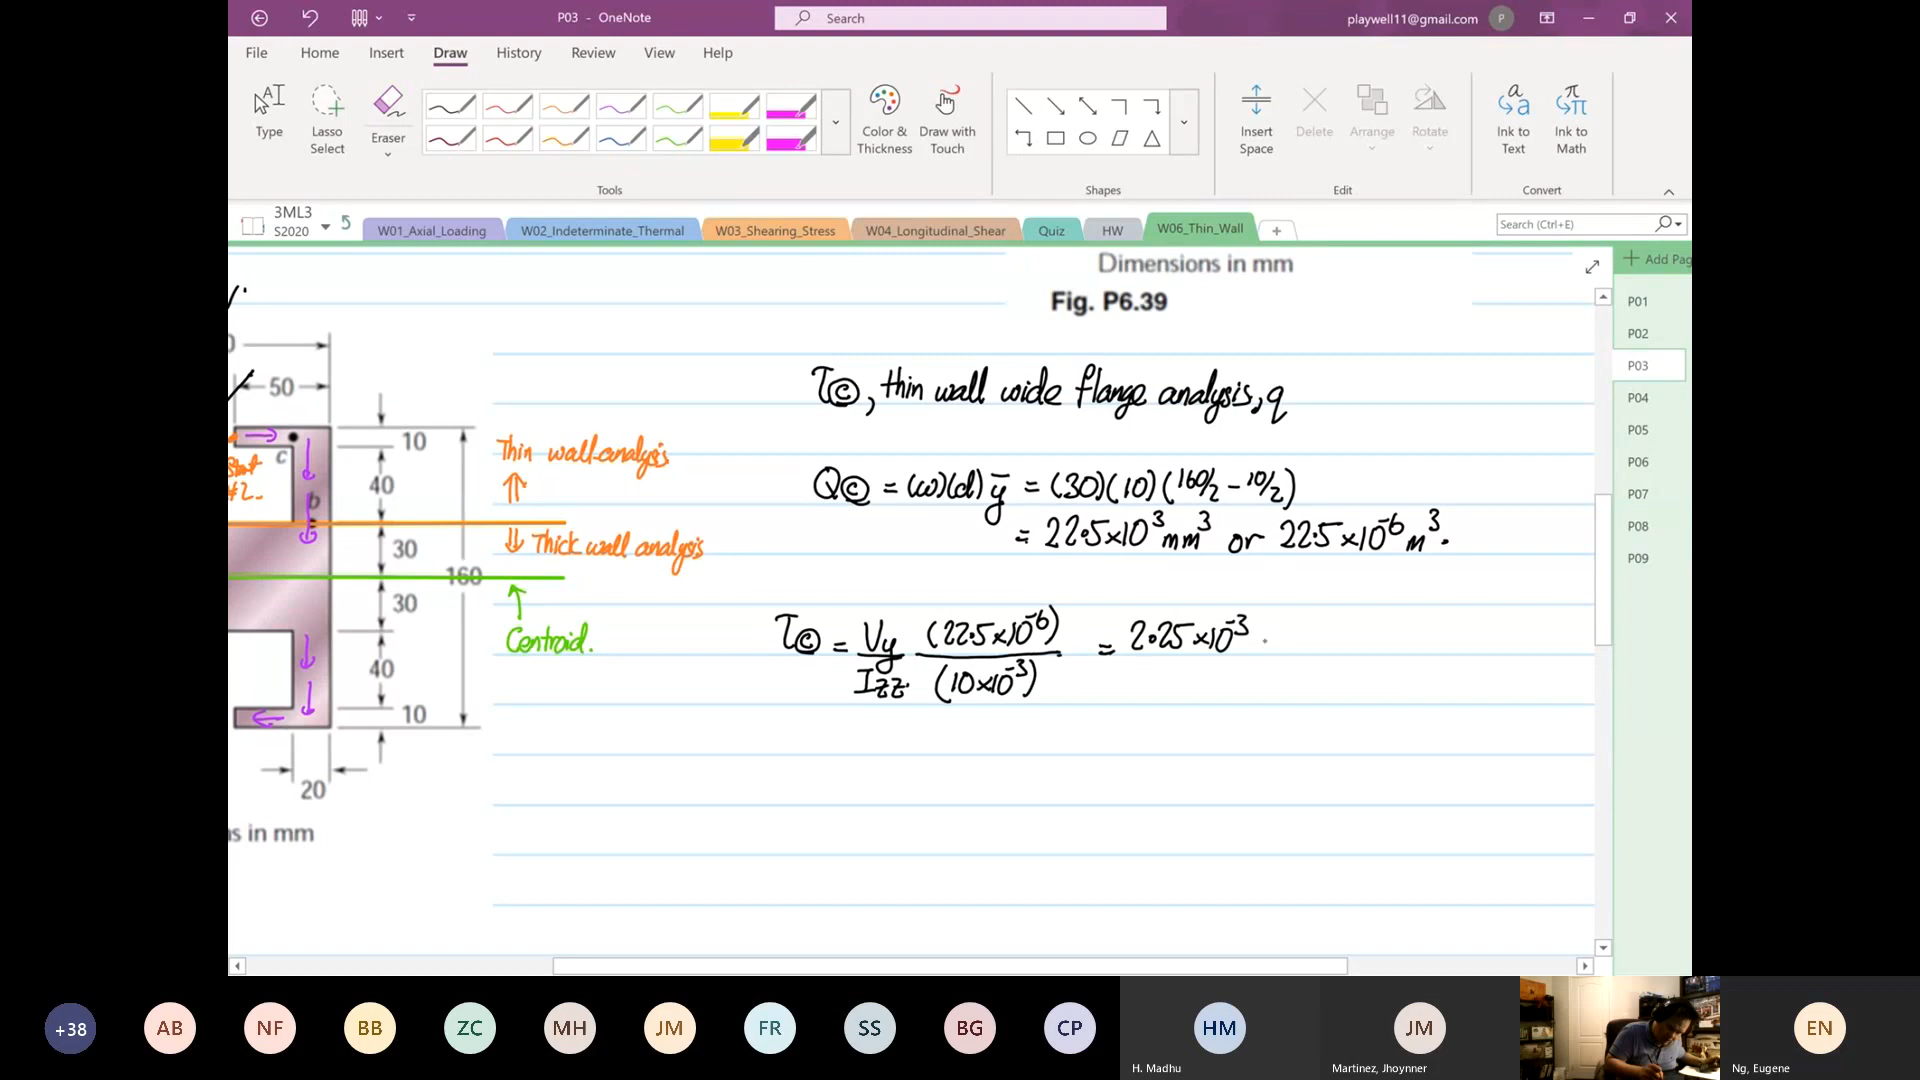 P03 - OneNote
Search
playwell11@gmail.com
P
File Home Insert Draw History Review View Help
Type
Lasso Select
Eraser
Color & Thickness
Draw with Touch
Insert Space
Delete
Arrange
Rotate
Ink to Text
Ink to Math
Tools
Shapes
Edit
Convert
3ML3 S2020
W01_Axial_Loading
W02_Indeterminate_Thermal
W03_Shearing_Stress
W04_Longitudinal_Shear
Quiz
HW
W06_Thin_Wall
Search (Ctrl+E)
Add Pag
P01
P02
P03
P04
P05
P06
P07
P08
P09
Dimensions in mm
Fig. P6.39
50
10
40
30
160
30
40
10
20
c
b
Start
#2.
Thin wall analysis
⇑
⇓ Thick wall analysis
Centroid.
ns in mm
τⓒ, thin wall wide flange analysis, q
Qⓒ = (w)(d) ȳ = (30)(10)(160/2 - 10/2)
= 22.5×10³ mm³ or 22.5×10⁻⁶ m³.
τⓒ = Vy/Izz. (22.5×10⁻⁶)/(10×10⁻³) = 2.25×10⁻³
+38
AB
NF
BB
ZC
MH
JM
FR
SS
BG
CP
HM
H. Madhu
JM
Martinez, Jhoynner
EN
Ng, Eugene